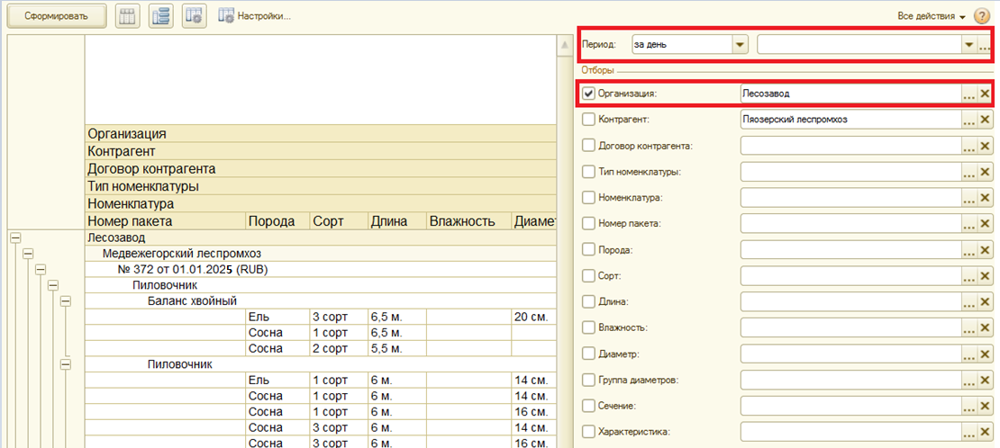 Сформировать Настройки... Все действия
Период: за день
Отборы
Организация: Лесозавод
Контрагент: Пяозерский леспромхоз
Договор контрагента:
Тип номенклатуры:
Номенклатура:
Номер пакета:
Порода:
Сорт:
Длина:
Влажность:
Диаметр:
Группа диаметров:
Сечение:
Характеристика:
Организация
Контрагент
Договор контрагента
Тип номенклатуры
Номенклатура
Номер пакета Порода Сорт Длина Влажность Диамет
Лесозавод
Медвежегорский леспромхоз
№ 372 от 01.01.2025 (RUB)
Пиловочник
Баланс хвойный
Ель 3 сорт 6,5 м. 20 см.
Сосна 1 сорт 6,5 м.
Сосна 2 сорт 5,5 м.
Пиловочник
Ель 1 сорт 6 м. 14 см.
Сосна 1 сорт 6 м. 14 см.
Сосна 1 сорт 6 м. 16 см.
Сосна 3 сорт 6 м. 14 см.
Сосна 3 сорт 6 м. 16 см.